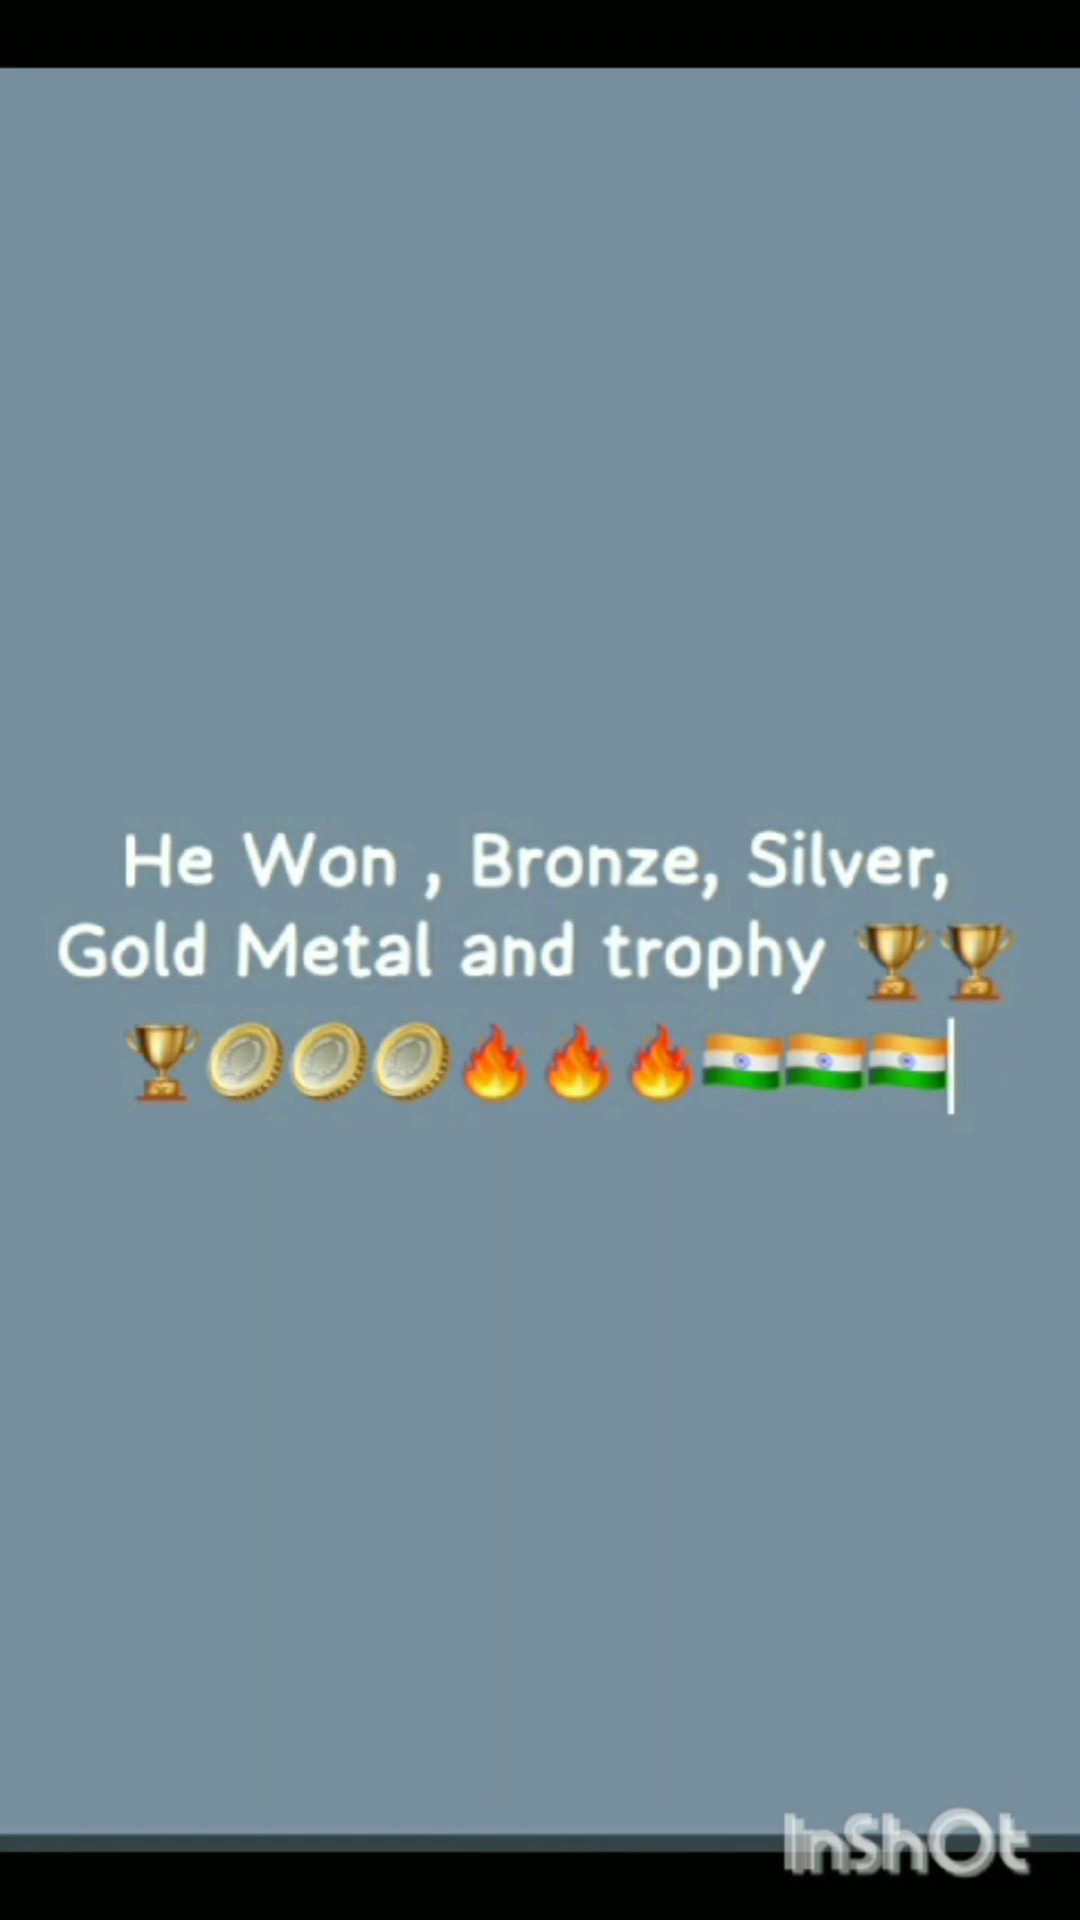 He Won , Bronze, Silver,
Gold Metal and trophy 🏆🏆
🏆🪙🪙🪙🔥🔥🔥🇮🇳🇮🇳🇮🇳
InShOt